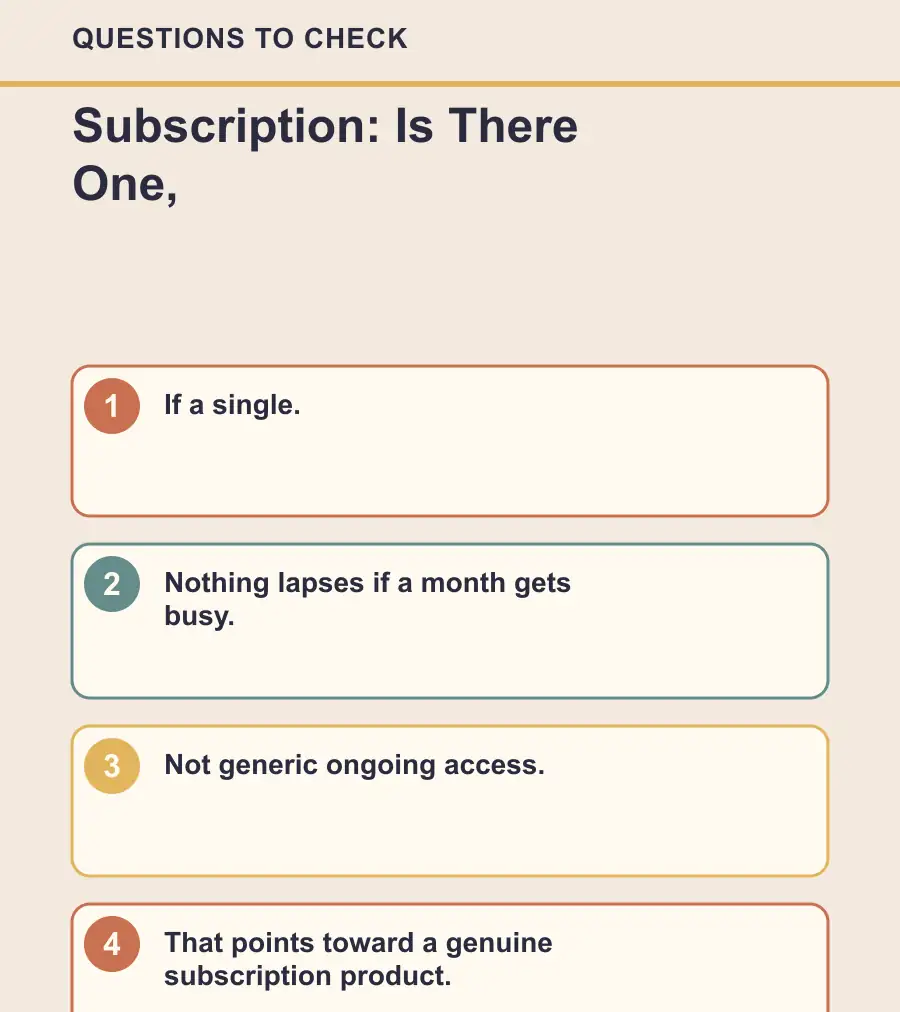 QUESTIONS TO CHECK
Subscription: Is There
One,
1
If a single.
2
Nothing lapses if a month gets
busy.
3
Not generic ongoing access.
4
That points toward a genuine
subscription product.